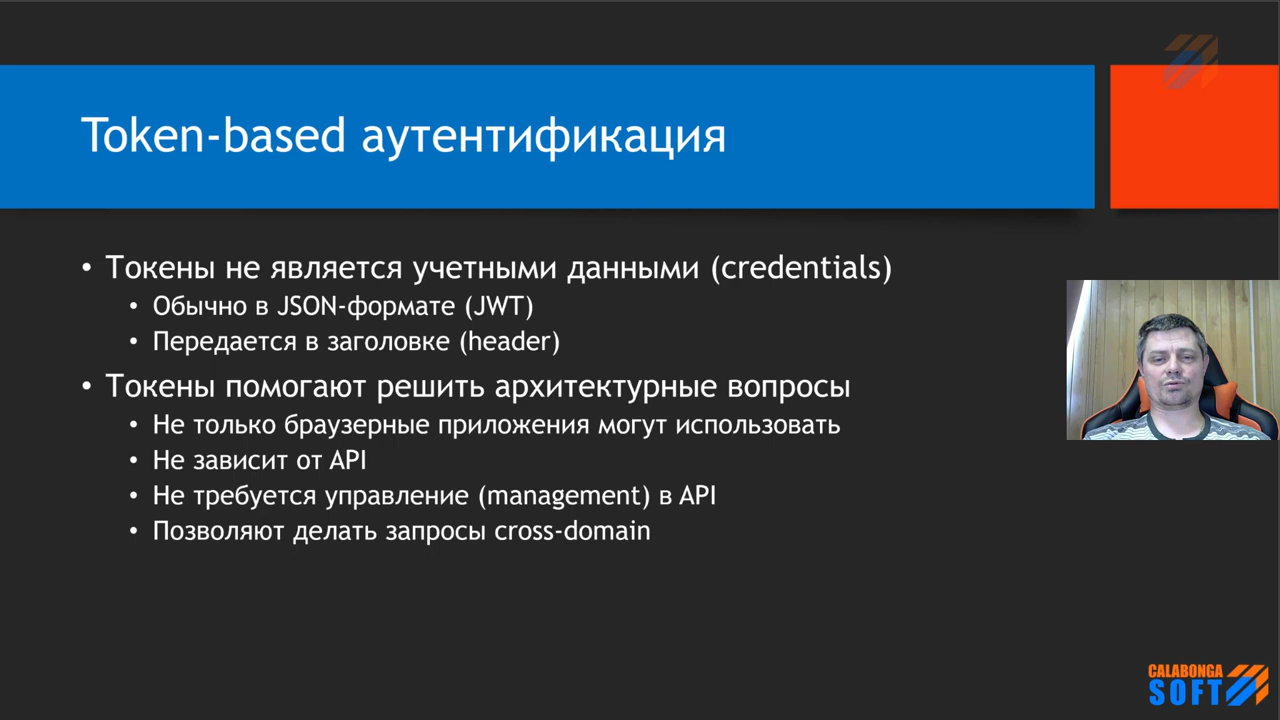 Token-based аутентификация
• Токены не является учетными данными (credentials)
• Обычно в JSON-формате (JWT)
• Передается в заголовке (header)
• Токены помогают решить архитектурные вопросы
• Не только браузерные приложения могут использовать
• Не зависит от API
• Не требуется управление (management) в API
• Позволяют делать запросы cross-domain
CALABONGA
SOFT